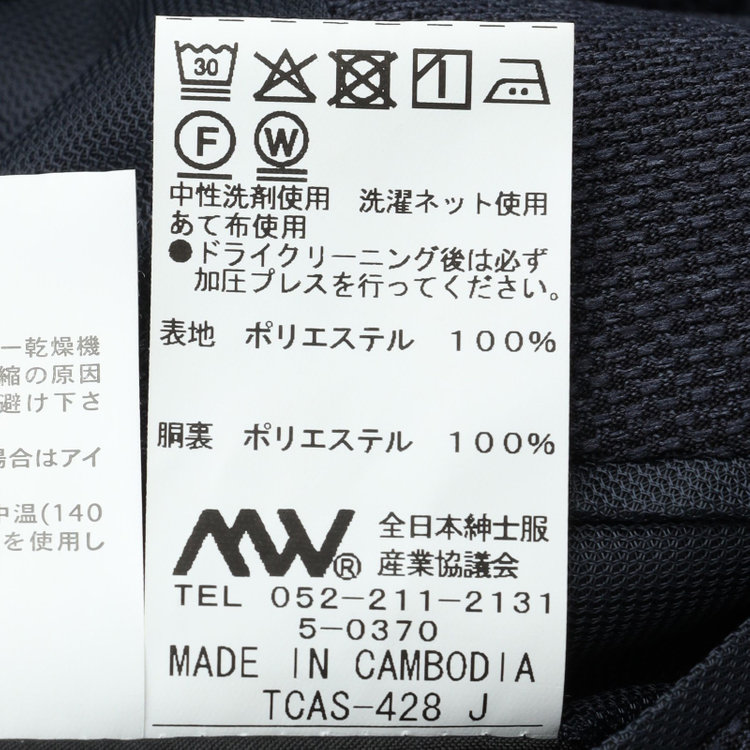 30
F W
中性洗剤使用 洗濯ネット使用
あて布使用
●ドライクリーニング後は必ず
加圧プレスを行ってください。
表地 ポリエステル 100%
胴裏 ポリエステル 100%
MW® 全日本紳士服
産業協議会
TEL 052-211-2131
5-0370
MADE IN CAMBODIA
TCAS-428 J
ー乾燥機
縮の原因
避け下さ
場合はアイ
中温(140
を使用し